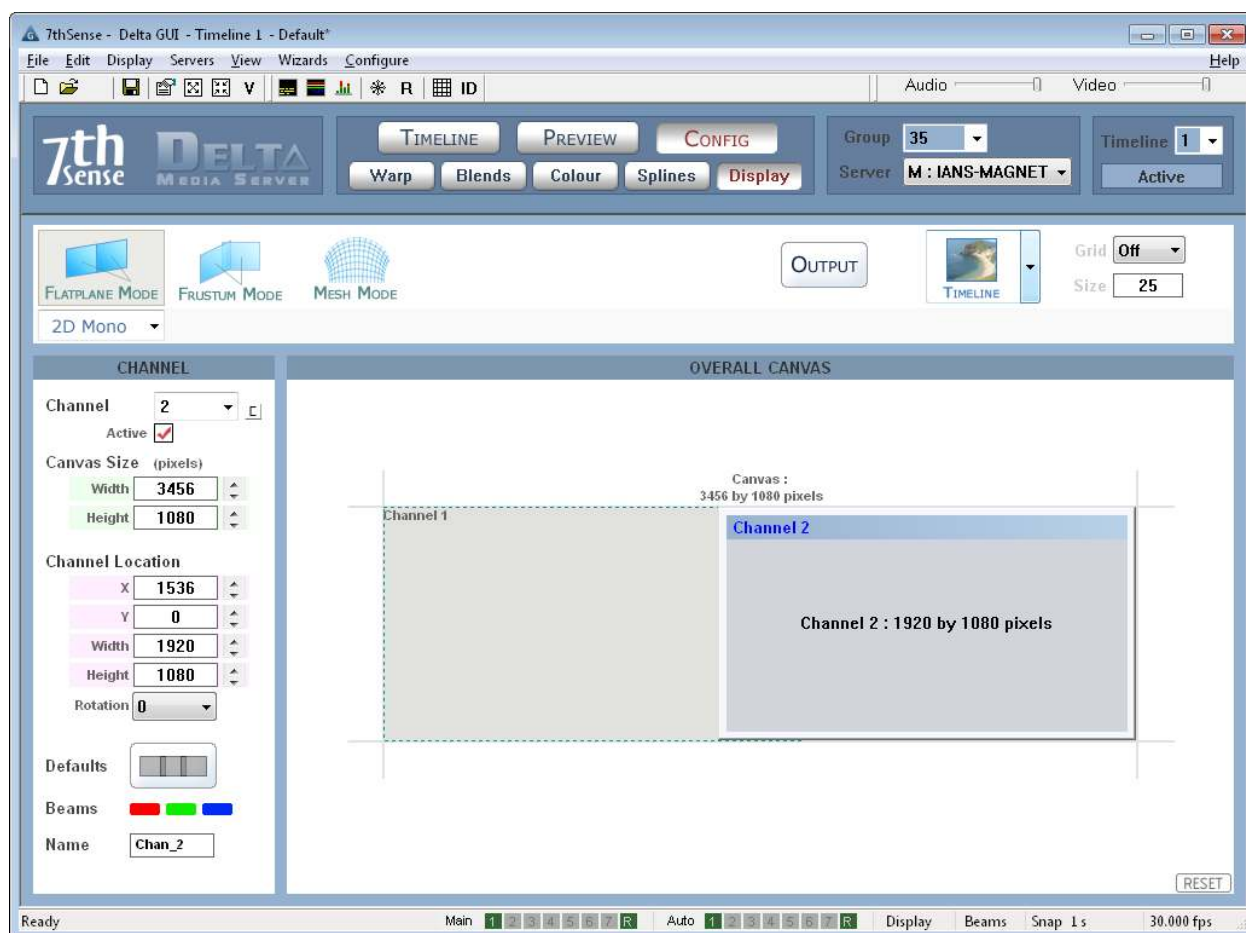 7thSense - Delta GUI - Timeline 1 - Default*
File Edit Display Servers View Wizards Configure Help
V R ID Audio Video
7th Sense DELTA MEDIA SERVER
TIMELINE PREVIEW CONFIG
Warp Blends Colour Splines Display
Group 35
Server M : IANS-MAGNET
Timeline 1
Active
FLATPLANE MODE FRUSTUM MODE MESH MODE
OUTPUT
TIMELINE
Grid Off
Size 25
2D Mono
CHANNEL
Channel 2 C
Active
Canvas Size (pixels)
Width 3456
Height 1080
Channel Location
X 1536
Y 0
Width 1920
Height 1080
Rotation 0
Defaults
Beams
Name Chan_2
OVERALL CANVAS
Canvas :
3456 by 1080 pixels
Channel 1
Channel 2
Channel 2 : 1920 by 1080 pixels
RESET
Ready Main 1 2 3 4 5 6 7 R Auto 1 2 3 4 5 6 7 R Display Beams Snap 1 s 30.000 fps